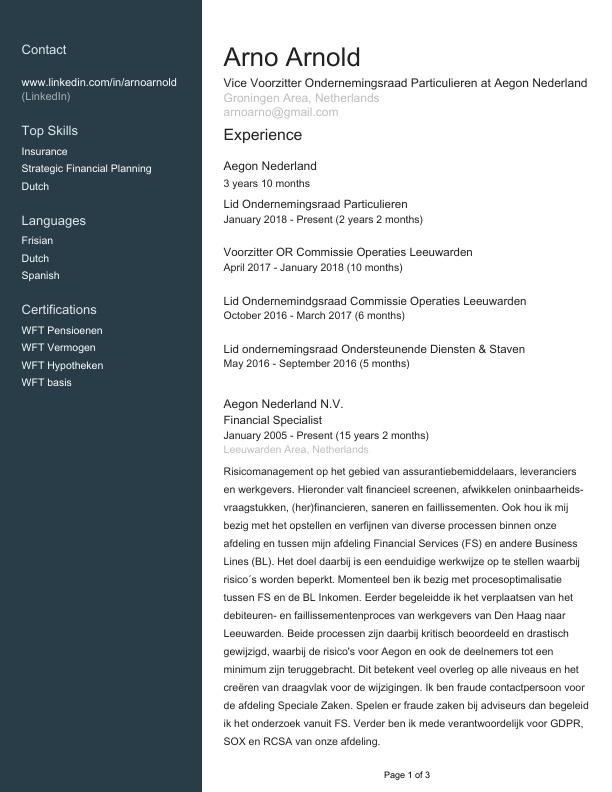 Contact
www.linkedin.com/in/arnoarnold
(LinkedIn)
Top Skills
Insurance
Strategic Financial Planning
Dutch
Languages
Frisian
Dutch
Spanish
Certifications
WFT Pensioenen
WFT Vermogen
WFT Hypotheken
WFT basis
Arno Arnold
Vice Voorzitter Ondernemingsraad Particulieren at Aegon Nederland
Groningen Area, Netherlands
arnoarno@gmail.com
Experience
Aegon Nederland
3 years 10 months
Lid Ondernemingsraad Particulieren
January 2018 - Present (2 years 2 months)
Voorzitter OR Commissie Operaties Leeuwarden
April 2017 - January 2018 (10 months)
Lid Ondernemindgsraad Commissie Operaties Leeuwarden
October 2016 - March 2017 (6 months)
Lid ondernemingsraad Ondersteunende Diensten & Staven
May 2016 - September 2016 (5 months)
Aegon Nederland N.V.
Financial Specialist
January 2005 - Present (15 years 2 months)
Leeuwarden Area, Netherlands
Risicomanagement op het gebied van assurantiebemiddelaars, leveranciers
en werkgevers. Hieronder valt financieel screenen, afwikkelen oninbaarheids-
vraagstukken, (her)financieren, saneren en faillissementen. Ook hou ik mij
bezig met het opstellen en verfijnen van diverse processen binnen onze
afdeling en tussen mijn afdeling Financial Services (FS) en andere Business
Lines (BL). Het doel daarbij is een eenduidige werkwijze op te stellen waarbij
risico´s worden beperkt. Momenteel ben ik bezig met procesoptimalisatie
tussen FS en de BL Inkomen. Eerder begeleidde ik het verplaatsen van het
debiteuren- en faillissementenproces van werkgevers van Den Haag naar
Leeuwarden. Beide processen zijn daarbij kritisch beoordeeld en drastisch
gewijzigd, waarbij de risico's voor Aegon en ook de deelnemers tot een
minimum zijn teruggebracht. Dit betekent veel overleg op alle niveaus en het
creëren van draagvlak voor de wijzigingen. Ik ben fraude contactpersoon voor
de afdeling Speciale Zaken. Spelen er fraude zaken bij adviseurs dan begeleid
ik het onderzoek vanuit FS. Verder ben ik mede verantwoordelijk voor GDPR,
SOX en RCSA van onze afdeling.
Page 1 of 3